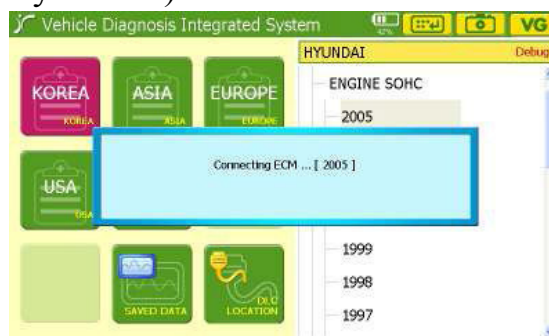 Vehicle Diagnosis Integrated System
VG
HYUNDAI
Debug
KOREA
KOREA
ASIA
ASIA
EUROPE
EUROPE
ENGINE SOHC
2005
Connecting ECM ... [ 2005 ]
USA
USA
1999
1998
1997
SAVED DATA
DLC
LOCATION